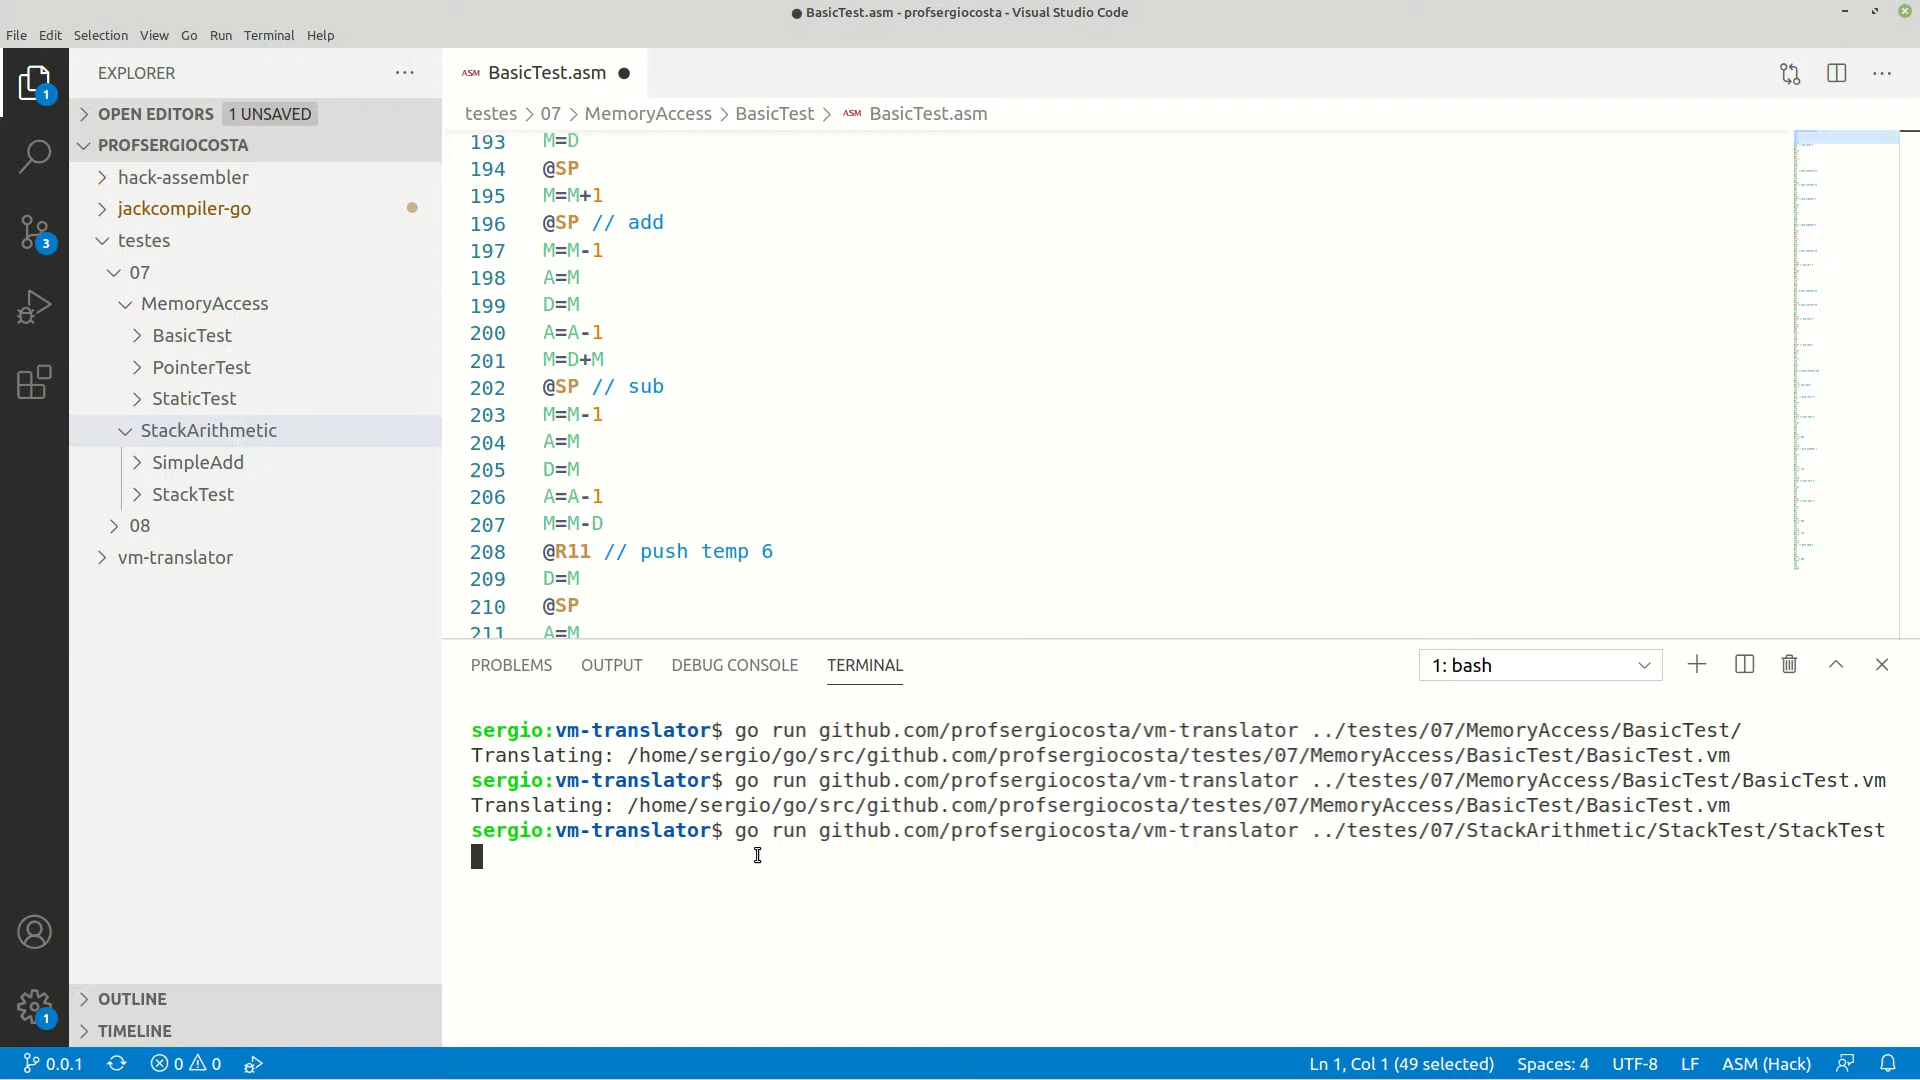 ● BasicTest.asm - profsergiocosta - Visual Studio Code
File Edit Selection View Go Run Terminal Help
EXPLORER
OPEN EDITORS 1 UNSAVED
PROFSERGIOCOSTA
hack-assembler
jackcompiler-go
testes
07
MemoryAccess
BasicTest
PointerTest
StaticTest
StackArithmetic
SimpleAdd
StackTest
08
vm-translator
OUTLINE
TIMELINE
1
3
1
ASM BasicTest.asm ●
testes > 07 > MemoryAccess > BasicTest > ASM BasicTest.asm
193 M=D
194 @SP
195 M=M+1
196 @SP // add
197 M=M-1
198 A=M
199 D=M
200 A=A-1
201 M=D+M
202 @SP // sub
203 M=M-1
204 A=M
205 D=M
206 A=A-1
207 M=M-D
208 @R11 // push temp 6
209 D=M
210 @SP
211 A=M
PROBLEMS OUTPUT DEBUG CONSOLE TERMINAL 1: bash
sergio:vm-translator$ go run github.com/profsergiocosta/vm-translator ../testes/07/MemoryAccess/BasicTest/
Translating: /home/sergio/go/src/github.com/profsergiocosta/testes/07/MemoryAccess/BasicTest/BasicTest.vm
sergio:vm-translator$ go run github.com/profsergiocosta/vm-translator ../testes/07/MemoryAccess/BasicTest/BasicTest.vm
Translating: /home/sergio/go/src/github.com/profsergiocosta/testes/07/MemoryAccess/BasicTest/BasicTest.vm
sergio:vm-translator$ go run github.com/profsergiocosta/vm-translator ../testes/07/StackArithmetic/StackTest/StackTest
0.0.1 0 0 Ln 1, Col 1 (49 selected) Spaces: 4 UTF-8 LF ASM (Hack)